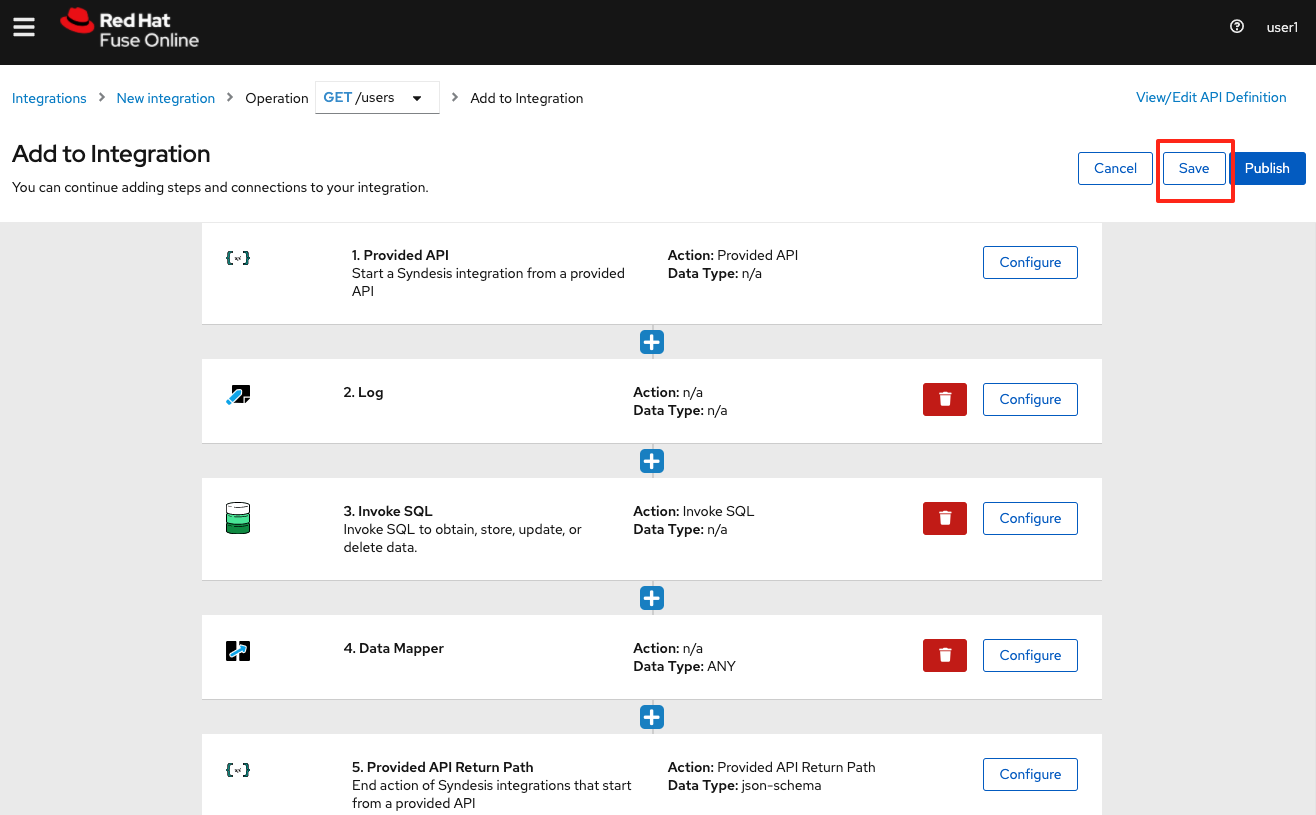 Red Hat
Fuse Online
user1
Integrations > New integration > Operation GET /users > Add to Integration
View/Edit API Definition
Add to Integration
You can continue adding steps and connections to your integration.
Cancel
Save
Publish
1. Provided API
Start a Syndesis integration from a provided
API
Action: Provided API
Data Type: n/a
Configure
2. Log
Action: n/a
Data Type: n/a
Configure
3. Invoke SQL
Invoke SQL to obtain, store, update, or
delete data.
Action: Invoke SQL
Data Type: n/a
Configure
4. Data Mapper
Action: n/a
Data Type: ANY
Configure
5. Provided API Return Path
End action of Syndesis integrations that start
from a provided API
Action: Provided API Return Path
Data Type: json-schema
Configure